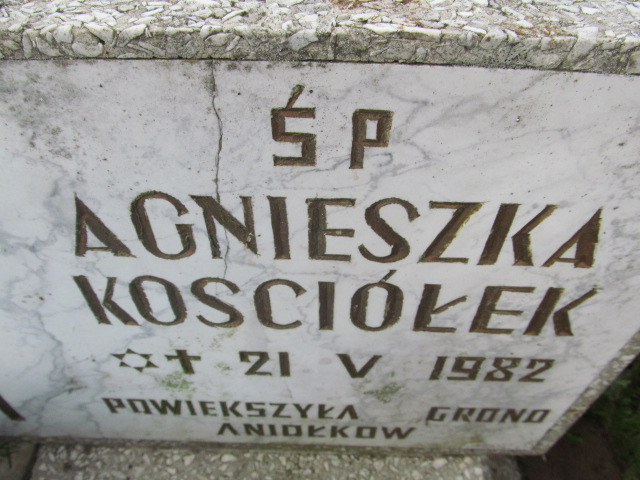 ŚP
AGNIESZKA
KOSCIÓŁEK
✡ ✝ 21 V 1982
POWIEKSZYŁA GRONO
ANIOŁKOW